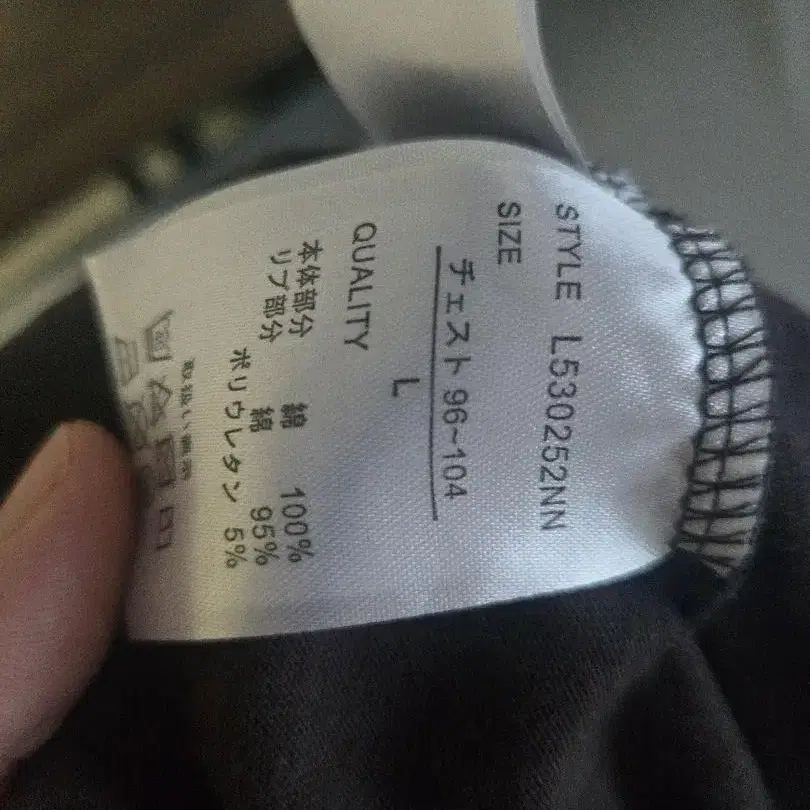 STYLE L530252NN
SIZE
チェスト 96~104
L
QUALITY
本体部分 綿 100%
リブ部分 綿 95%
ポリウレタン 5%